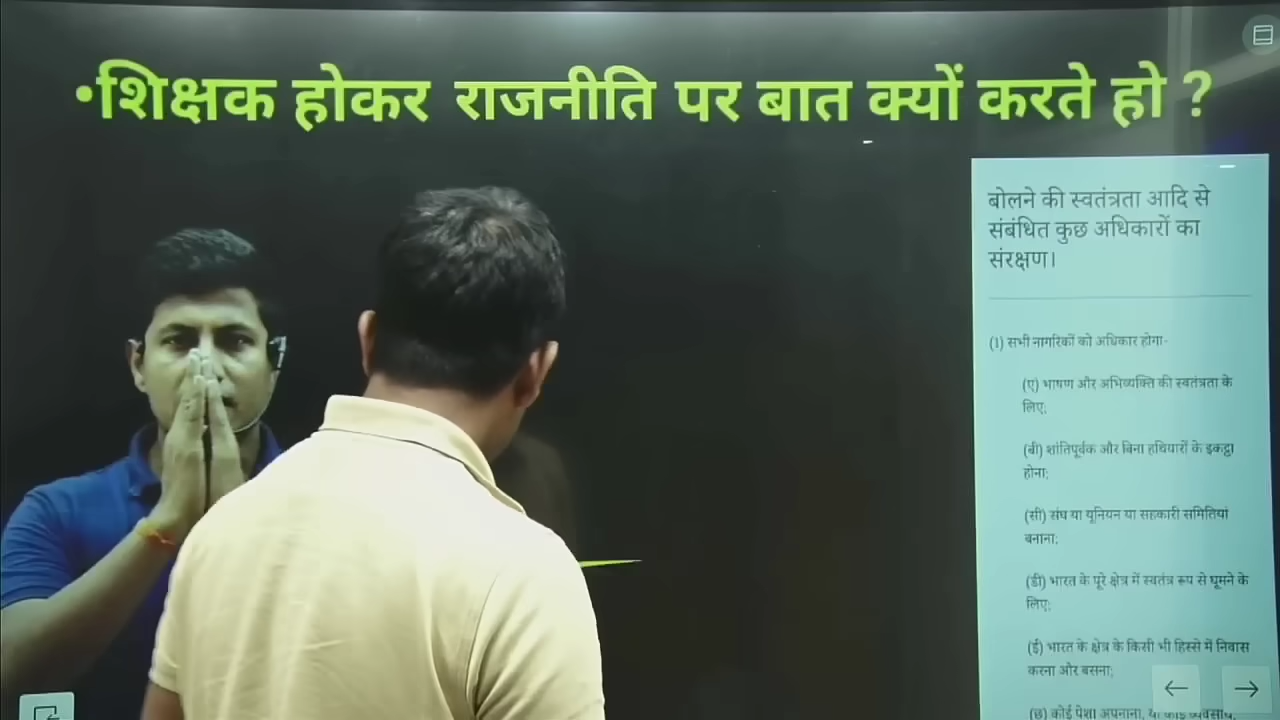 •शिक्षक होकर राजनीति पर बात क्यों करते हो ?
बोलने की स्वतंत्रता आदि से
संबंधित कुछ अधिकारों का
संरक्षण।
(1) सभी नागरिकों को अधिकार होगा-
(ए) भाषण और अभिव्यक्ति की स्वतंत्रता के
लिए;
(बी) शांतिपूर्वक और बिना हथियारों के इकट्ठा
होना;
(सी) संघ या यूनियन या सहकारी समितियां
बनाना;
(डी) भारत के पूरे क्षेत्र में स्वतंत्र रूप से घूमने के
लिए;
(ई) भारत के क्षेत्र के किसी भी हिस्से में निवास
करना और बसना;
(छ) कोई पेशा अपनाना, या कोई व्यवसाय,